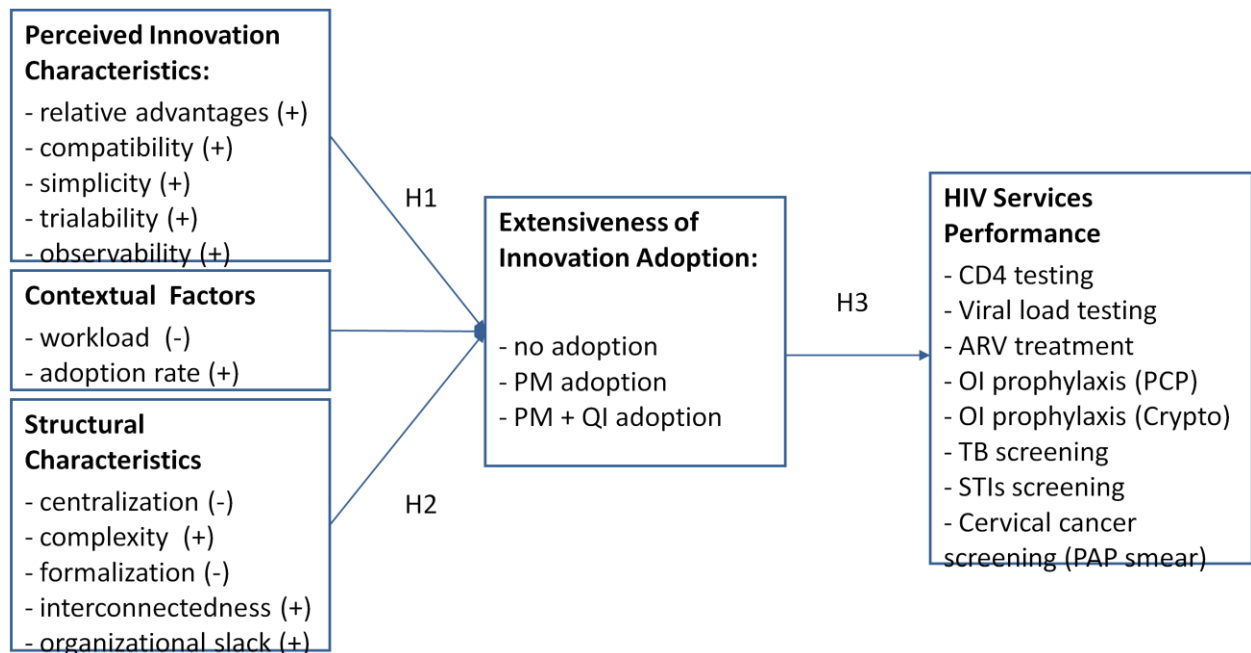 Perceived Innovation
Characteristics:
- relative advantages (+)
- compatibility (+)
- simplicity (+)
- trialability (+)
- observability (+)
Contextual Factors
- workload (-)
- adoption rate (+)
Structural
Characteristics
- centralization (-)
- complexity (+)
- formalization (-)
- interconnectedness (+)
- organizational slack (+)
H1
H2
Extensiveness of
Innovation Adoption:
- no adoption
- PM adoption
- PM + QI adoption
H3
HIV Services
Performance
- CD4 testing
- Viral load testing
- ARV treatment
- OI prophylaxis (PCP)
- OI prophylaxis (Crypto)
- TB screening
- STIs screening
- Cervical cancer
screening (PAP smear)